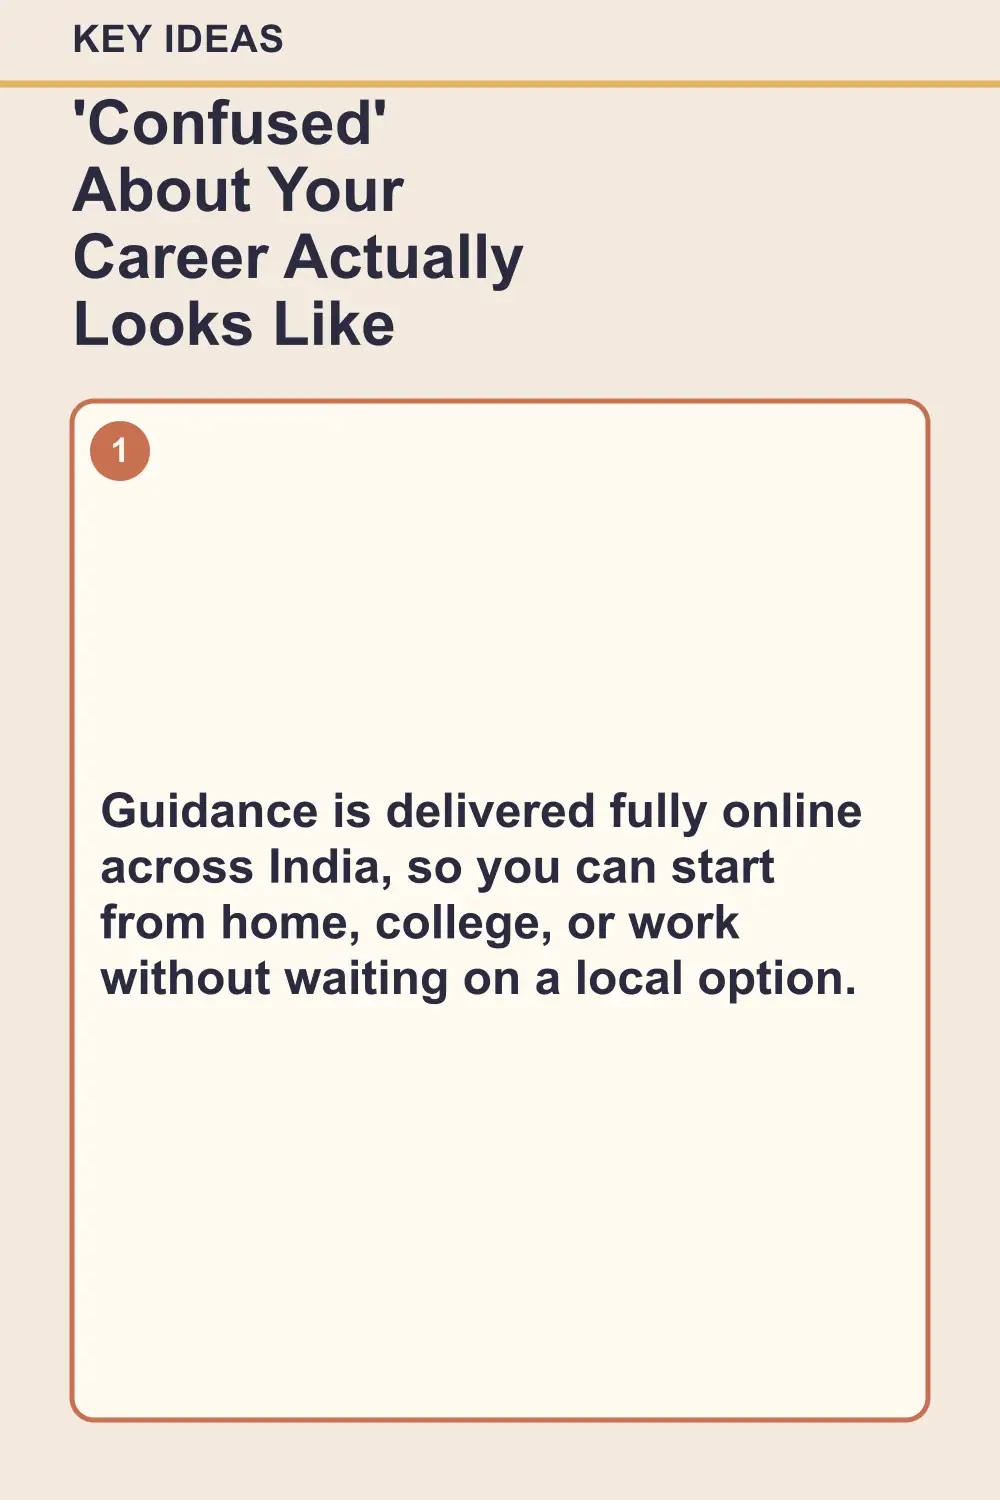 KEY IDEAS
'Confused'
About Your
Career Actually
Looks Like
1
Guidance is delivered fully online
across India, so you can start
from home, college, or work
without waiting on a local option.